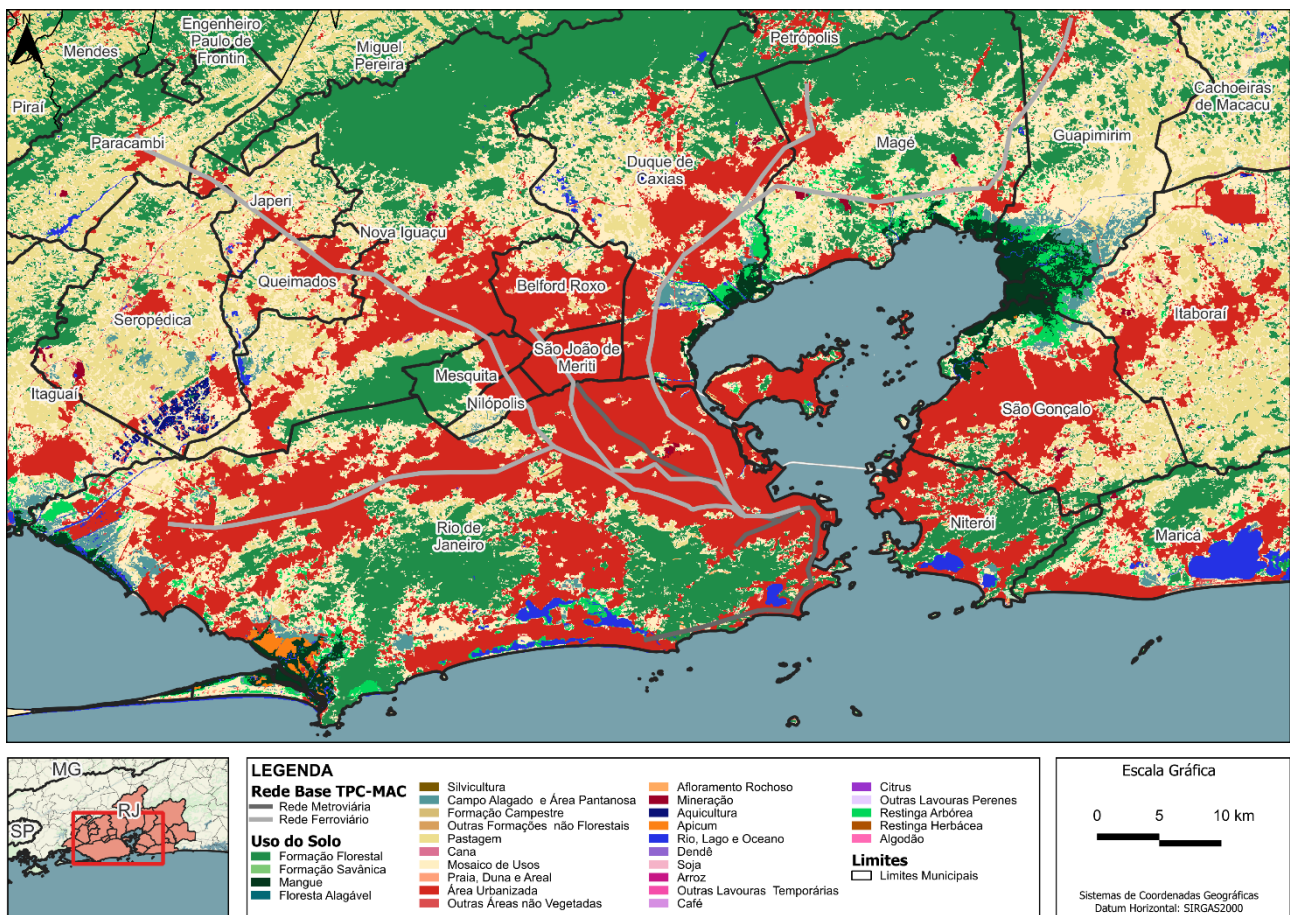 N
Mendes
Engenheiro
Paulo de
Frontin
Miguel
Pereira
Petrópolis
Piraí
Cachoeiras
de Macacu
Paracambi
Duque de
Caxias
Magé
Guapimirim
Japeri
Nova Iguaçu
Queimados
Belford Roxo
Seropédica
São João de
Meriti
Itaboraí
Itaguaí
Mesquita
Nilópolis
São Gonçalo
Rio de
Janeiro
Niterói
Maricá
MG
RJ
SP
LEGENDA
Rede Base TPC-MAC
Rede Metroviária
Rede Ferroviário
Uso do Solo
Formação Florestal
Formação Savânica
Mangue
Floresta Alagável
Silvicultura
Campo Alagado e Área Pantanosa
Formação Campestre
Outras Formações não Florestais
Pastagem
Cana
Mosaico de Usos
Praia, Duna e Areal
Área Urbanizada
Outras Áreas não Vegetadas
Afloramento Rochoso
Mineração
Aquicultura
Apicum
Rio, Lago e Oceano
Dendê
Soja
Arroz
Outras Lavouras Temporárias
Café
Citrus
Outras Lavouras Perenes
Restinga Arbórea
Restinga Herbácea
Algodão
Limites
Limites Municipais
Escala Gráfica
0 5 10 km
Sistemas de Coordenadas Geográficas
Datum Horizontal: SIRGAS2000